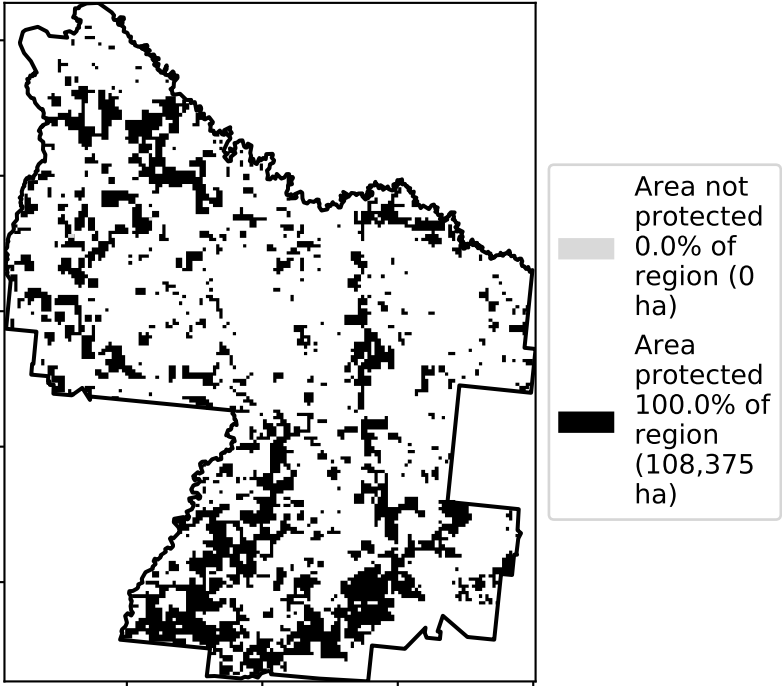 Area not
protected
0.0% of
region (0
ha)
Area
protected
100.0% of
region
(108,375
ha)